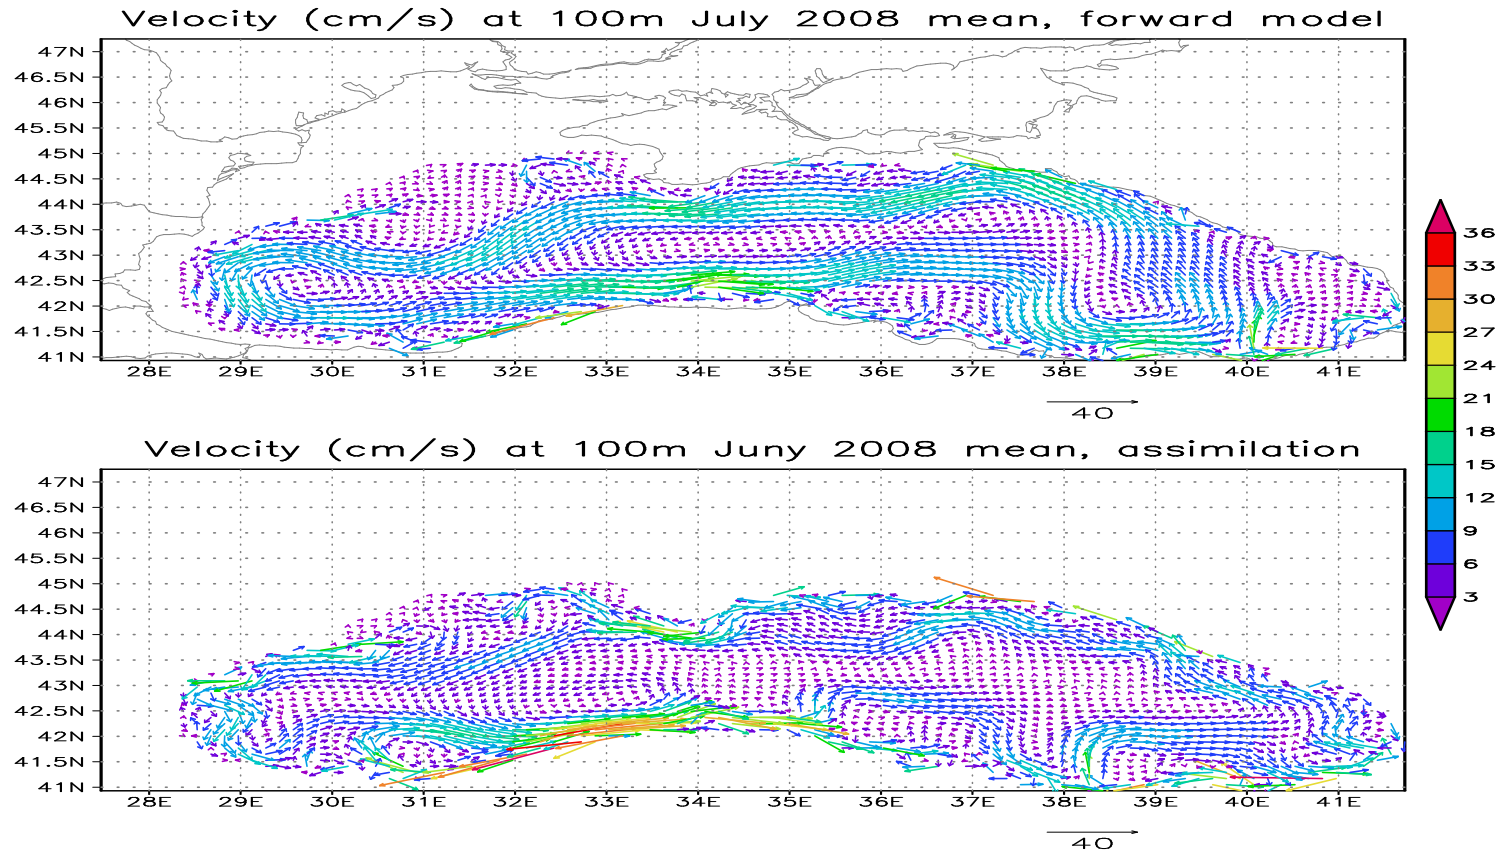 Velocity (cm/s) at 100m July 2008 mean, forward model
47N
46.5N
46N
45.5N
45N
44.5N
44N
43.5N
43N
42.5N
42N
41.5N
41N
28E 29E 30E 31E 32E 33E 34E 35E 36E 37E 38E 39E 40E 41E
40
36
33
30
27
24
21
18
15
12
9
6
3
Velocity (cm/s) at 100m Juny 2008 mean, assimilation
47N
46.5N
46N
45.5N
45N
44.5N
44N
43.5N
43N
42.5N
42N
41.5N
41N
28E 29E 30E 31E 32E 33E 34E 35E 36E 37E 38E 39E 40E 41E
40